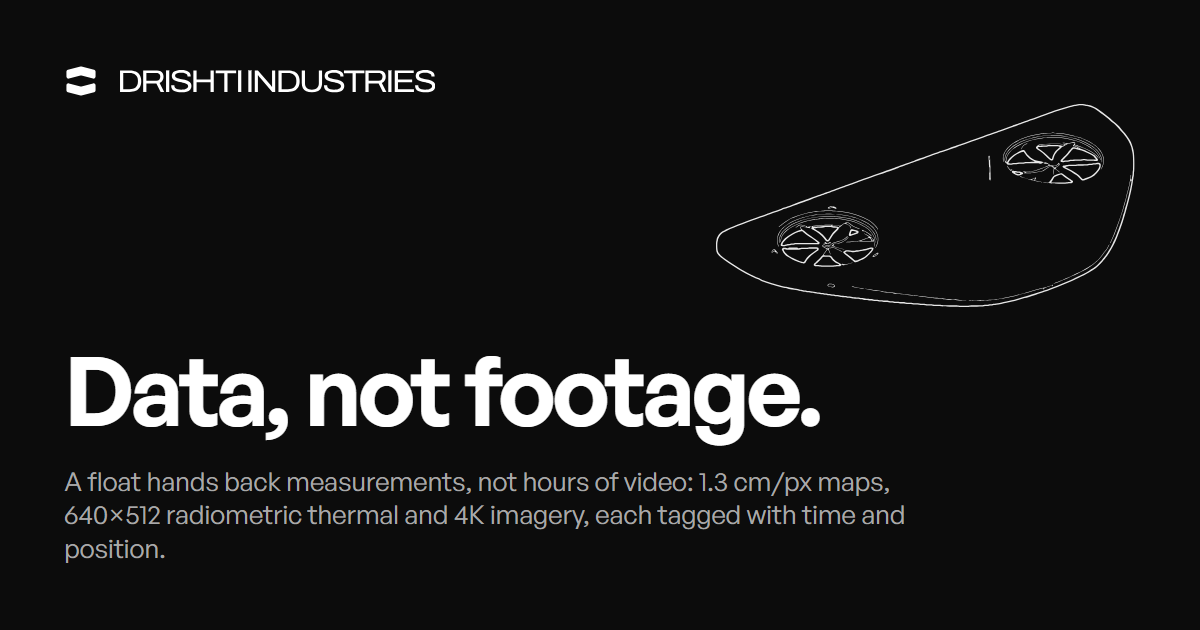 DRISHTI INDUSTRIES
Data, not footage.
A float hands back measurements, not hours of video: 1.3 cm/px maps,
640×512 radiometric thermal and 4K imagery, each tagged with time and
position.